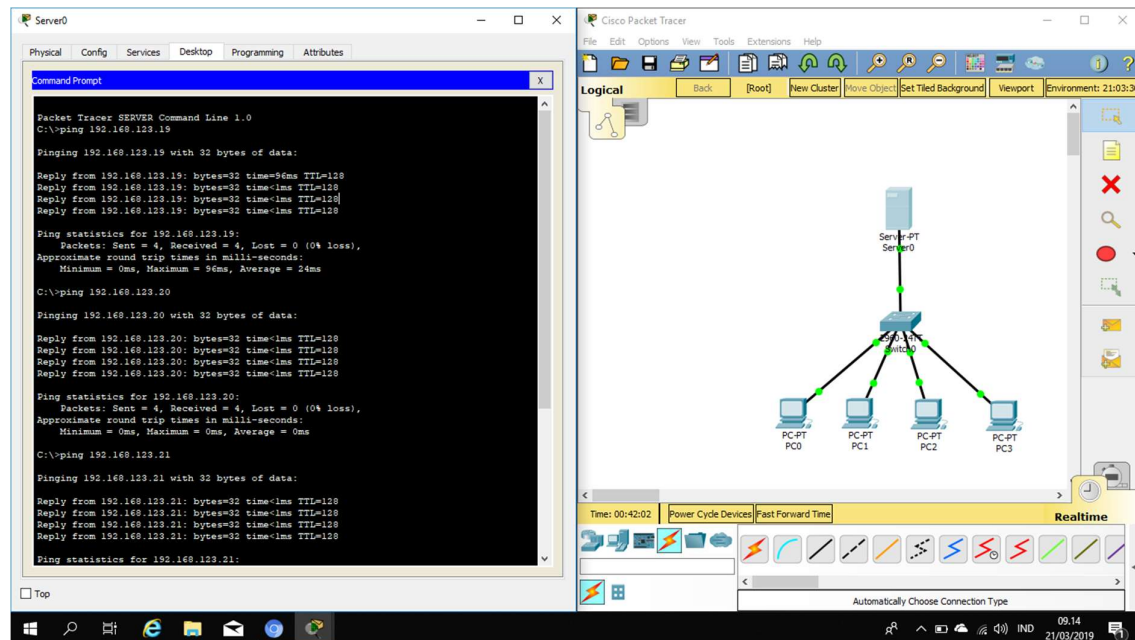 Server0
Physical Config Services Desktop Programming Attributes
Command Prompt X
Packet Tracer SERVER Command Line 1.0
C:\>ping 192.168.123.19
Pinging 192.168.123.19 with 32 bytes of data:
Reply from 192.168.123.19: bytes=32 time=96ms TTL=128
Reply from 192.168.123.19: bytes=32 time<1ms TTL=128
Reply from 192.168.123.19: bytes=32 time<1ms TTL=128
Reply from 192.168.123.19: bytes=32 time<1ms TTL=128
Ping statistics for 192.168.123.19:
Packets: Sent = 4, Received = 4, Lost = 0 (0% loss),
Approximate round trip times in milli-seconds:
Minimum = 0ms, Maximum = 96ms, Average = 24ms
C:\>ping 192.168.123.20
Pinging 192.168.123.20 with 32 bytes of data:
Reply from 192.168.123.20: bytes=32 time<1ms TTL=128
Reply from 192.168.123.20: bytes=32 time<1ms TTL=128
Reply from 192.168.123.20: bytes=32 time<1ms TTL=128
Reply from 192.168.123.20: bytes=32 time<1ms TTL=128
Ping statistics for 192.168.123.20:
Packets: Sent = 4, Received = 4, Lost = 0 (0% loss),
Approximate round trip times in milli-seconds:
Minimum = 0ms, Maximum = 0ms, Average = 0ms
C:\>ping 192.168.123.21
Pinging 192.168.123.21 with 32 bytes of data:
Reply from 192.168.123.21: bytes=32 time<1ms TTL=128
Reply from 192.168.123.21: bytes=32 time<1ms TTL=128
Reply from 192.168.123.21: bytes=32 time<1ms TTL=128
Reply from 192.168.123.21: bytes=32 time<1ms TTL=128
Ping statistics for 192.168.123.21:
Top
Cisco Packet Tracer
File Edit Options View Tools Extensions Help
Logical Back [Root] New Cluster Move Object Set Tiled Background Viewport Environment: 21:03:30
Server-PT
Server0
2960-24TT
Switch0
PC-PT PC-PT PC-PT PC-PT
PC0 PC1 PC2 PC3
Time: 00:42:02 Power Cycle Devices Fast Forward Time Realtime
Automatically Choose Connection Type
IND 09.14
21/03/2019